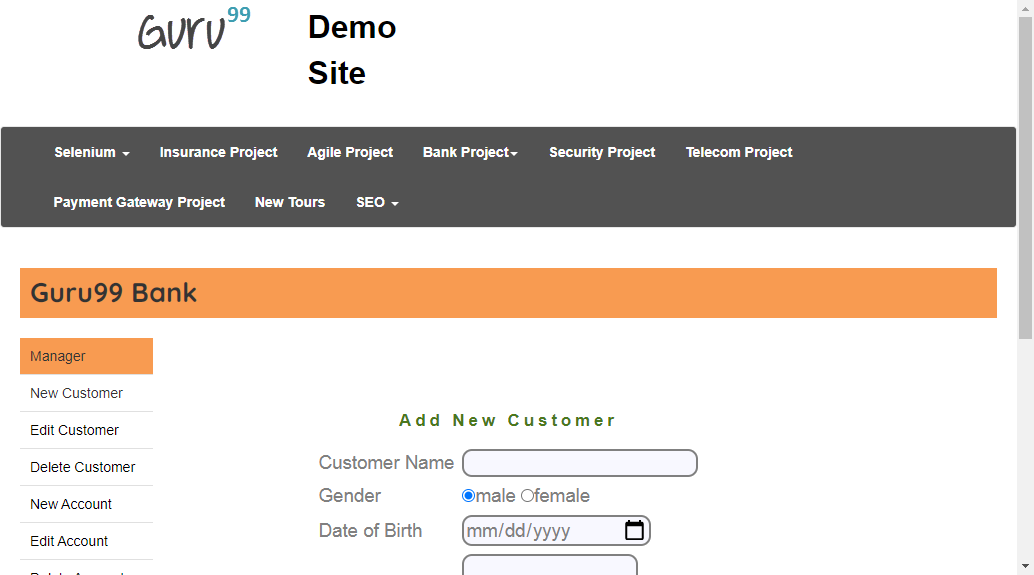 Guru99
Demo
Site
Selenium Insurance Project Agile Project Bank Project Security Project Telecom Project
Payment Gateway Project New Tours SEO
Guru99 Bank
Manager
New Customer
Add New Customer
Edit Customer
Delete Customer
Customer Name
Gender male female
New Account
Date of Birth mm/dd/yyyy
Edit Account